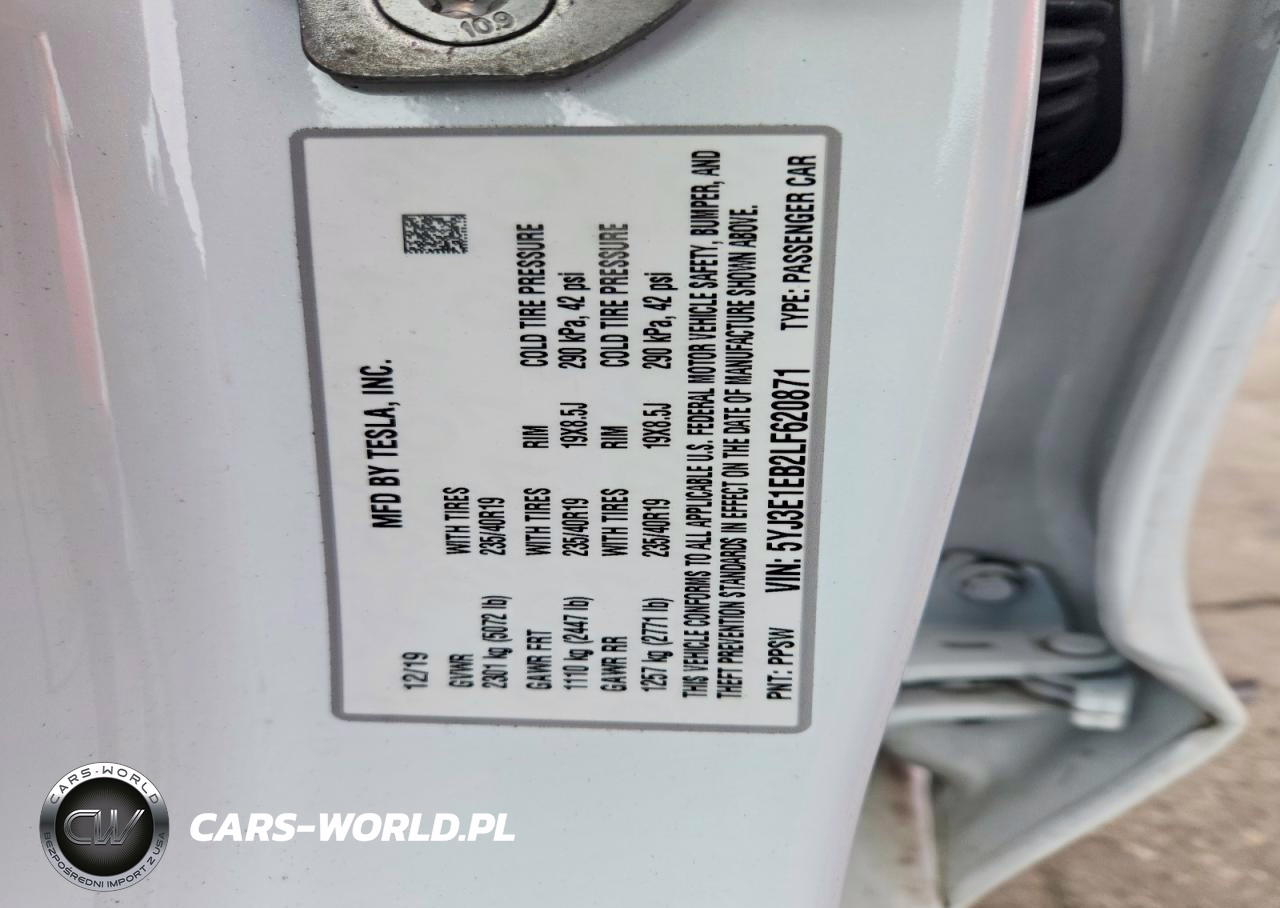 10.9
MFD BY TESLA, INC.
12/19
GVWR WITH TIRES
2301 kg (5072 lb) 235/40R19
GAWR FRT WITH TIRES RIM COLD TIRE PRESSURE
1110 kg (2447 lb) 235/40R19 19X8.5J 290 kPa, 42 psi
GAWR RR WITH TIRES RIM COLD TIRE PRESSURE
1257 kg (2771 lb) 235/40R19 19X8.5J 290 kPa, 42 psi
THIS VEHICLE CONFORMS TO ALL APPLICABLE U.S. FEDERAL MOTOR VEHICLE SAFETY, BUMPER, AND
THEFT PREVENTION STANDARDS IN EFFECT ON THE DATE OF MANUFACTURE SHOWN ABOVE.
PNT: PPSW VIN: 5YJ3E1EB2LF620871 TYPE: PASSENGER CAR
CARS-WORLD
CW
BEZPOŚREDNI IMPORT Z USA
CARS-WORLD.PL